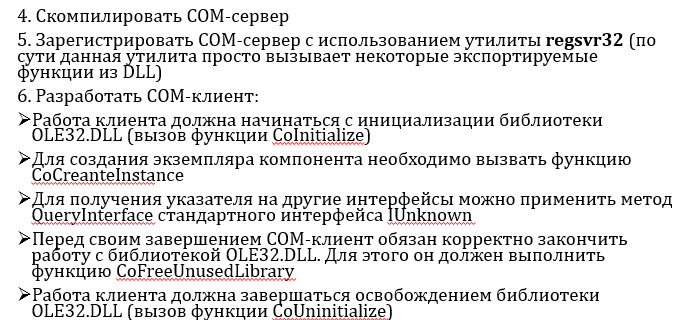 4. Скомпилировать COM-сервер
5. Зарегистрировать COM-сервер с использованием утилиты regsvr32 (по
сути данная утилита просто вызывает некоторые экспортируемые
функции из DLL)
6. Разработать COM-клиент:
➢Работа клиента должна начинаться с инициализации библиотеки
OLE32.DLL (вызов функции CoInitialize)
➢Для создания экземпляра компонента необходимо вызвать функцию
CoCreanteInstance
➢Для получения указателя на другие интерфейсы можно применить метод
QueryInterface стандартного интерфейса IUnknown
➢Перед своим завершением COM-клиент обязан корректно закончить
работу с библиотекой OLE32.DLL. Для этого он должен выполнить
функцию CoFreeUnusedLibrary
➢Работа клиента должна завершаться освобождением библиотеки
OLE32.DLL (вызов функции CoUninitialize)